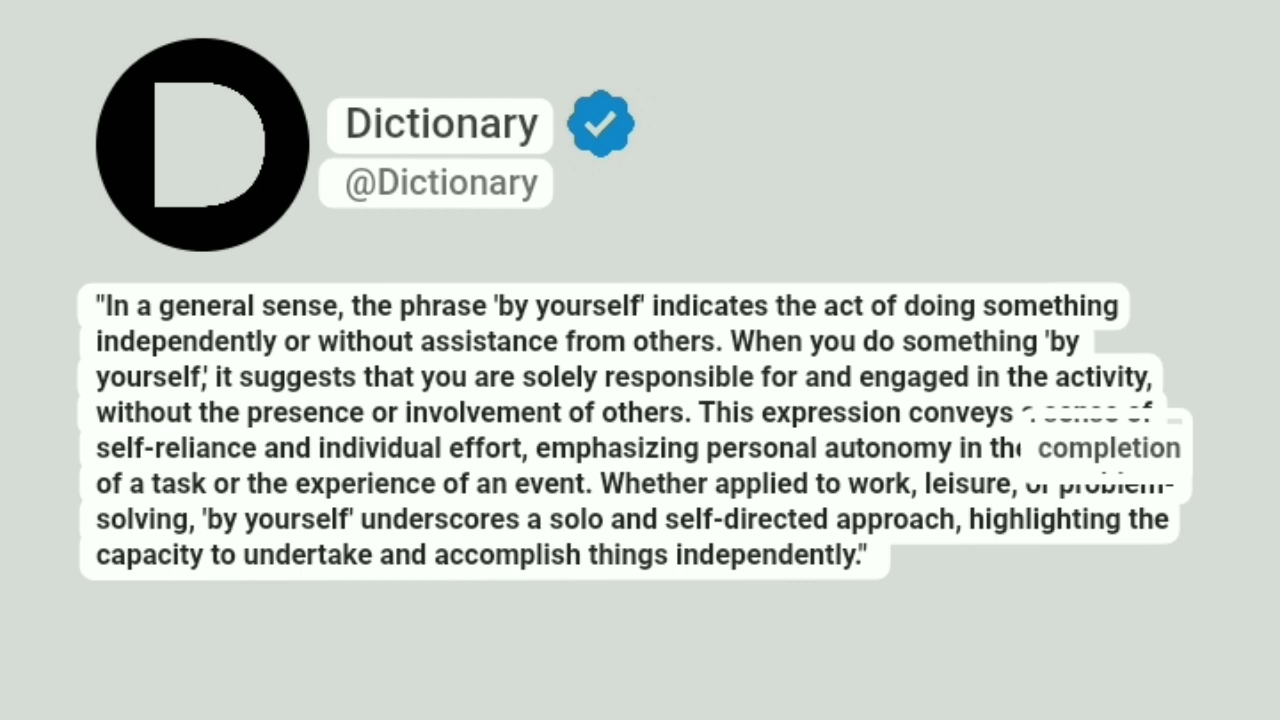 D
Dictionary
@Dictionary
"In a general sense, the phrase 'by yourself' indicates the act of doing something
independently or without assistance from others. When you do something 'by
yourself,' it suggests that you are solely responsible for and engaged in the activity,
without the presence or involvement of others. This expression conveys
self-reliance and individual effort, emphasizing personal autonomy in the completion
of a task or the experience of an event. Whether applied to work, leisure, or problem-
solving, 'by yourself' underscores a solo and self-directed approach, highlighting the
capacity to undertake and accomplish things independently."